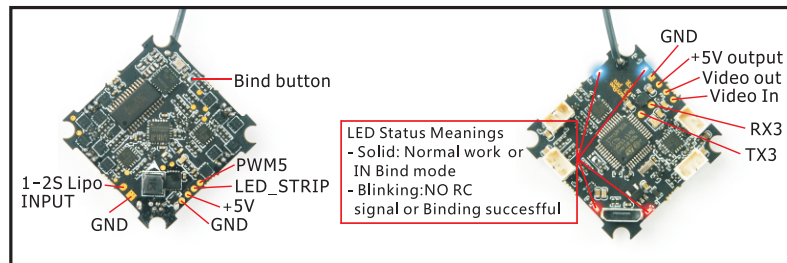 Bind button
1-2S Lipo
INPUT
GND
PWM5
LED_STRIP
+5V
GND
LED Status Meanings
- Solid: Normal work or
IN Bind mode
- Blinking:NO RC
signal or Binding succesfful
GND
+5V output
Video out
Video In
RX3
TX3